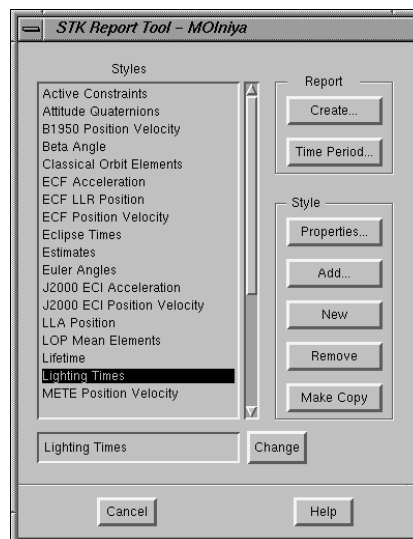 STK Report Tool – MOlniya
Styles
Active Constraints
Attitude Quaternions
B1950 Position Velocity
Beta Angle
Classical Orbit Elements
ECF Acceleration
ECF LLR Position
ECF Position Velocity
Eclipse Times
Estimates
Euler Angles
J2000 ECI Acceleration
J2000 ECI Position Velocity
LLA Position
LOP Mean Elements
Lifetime
Lighting Times
METE Position Velocity
Lighting Times
Change
Report
Create...
Time Period...
Style
Properties...
Add...
New
Remove
Make Copy
Cancel
Help